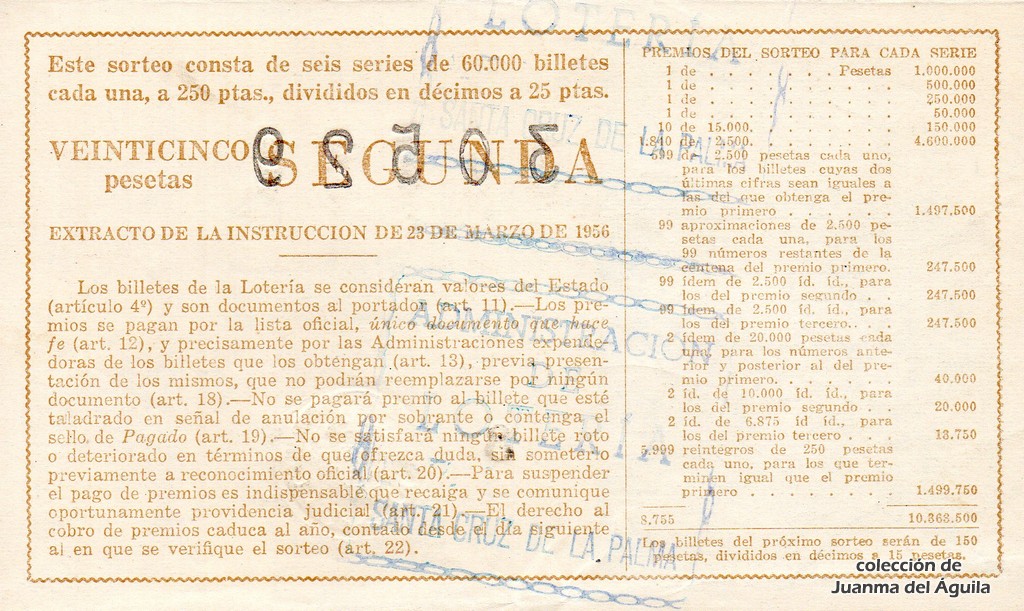 Este sorteo consta de seis series de 60.000 billetes
cada una, a 250 ptas., divididos en décimos a 25 ptas.
VEINTICINCO
pesetas
SEGUNDA
EXTRACTO DE LA INSTRUCCION DE 23 DE MARZO DE 1956
Los billetes de la Lotería se consideran valores del Estado
(artículo 4º) y son documentos al portador (art. 11).—Los pre-
mios se pagan por la lista oficial, único documento que hace
fe (art. 12), y precisamente por las Administraciones expende-
doras de los billetes que los obtengan (art. 13), previa presen-
tación de los mismos, que no podrán reemplazarse por ningún
documento (art. 18).—No se pagará premio al billete que esté
taladrado en señal de anulación por sobrante o contenga el
sello de Pagado (art. 19).—No se satisfará ningún billete roto
o deteriorado en términos de que ofrezca duda, sin someterlo
previamente a reconocimiento oficial (art. 20).—Para suspender
el pago de premios es indispensable que recaiga y se comunique
oportunamente providencia judicial (art. 21).—El derecho al
cobro de premios caduca al año, contado desde el día siguiente
al en que se verifique el sorteo (art. 22).
PREMIOS DEL SORTEO PARA CADA SERIE
1 de . . . . . . . . Pesetas 1.000.000
1 de . . . . . . . . 500.000
1 de . . . . . . . . 250.000
1 de . . . . . . . . 50.000
10 de 15.000. . . . . . . . 150.000
1.840 de 2.500. . . . . . . . 4.600.000
599 de 2.500 pesetas cada uno,
para los billetes cuyas dos
últimas cifras sean iguales a
las del que obtenga el pre-
mio primero . . . . . . . 1.497.500
99 aproximaciones de 2.500 pe-
setas cada una, para los
99 números restantes de la
centena del premio primero. 247.500
99 ídem de 2.500 íd. íd., para
los del premio segundo . . 247.500
99 ídem de 2.500 íd. íd., para
los del premio tercero. . . 247.500
2 ídem de 20.000 pesetas cada
una, para los números ante-
rior y posterior al del pre-
mio primero. . . . . . . 40.000
2 íd. de 10.000 íd. íd., para
los del premio segundo . . 20.000
2 íd. de 6.875 íd íd., para
los del premio tercero . . . 13.750
5.999 reintegros de 250 pesetas
cada uno, para los que ter-
minen igual que el premio
primero . . . . . . . . 1.499.750
8.755 10.363.500
Los billetes del próximo sorteo serán de 150
pesetas, divididos en décimos a 15 pesetas.
LOTERIA
SANTA CRUZ DE LA PALMA
ADMINISTRACION
DE
LOTERIA
SANTA CRUZ DE LA PALMA
colección de
Juanma del Águila